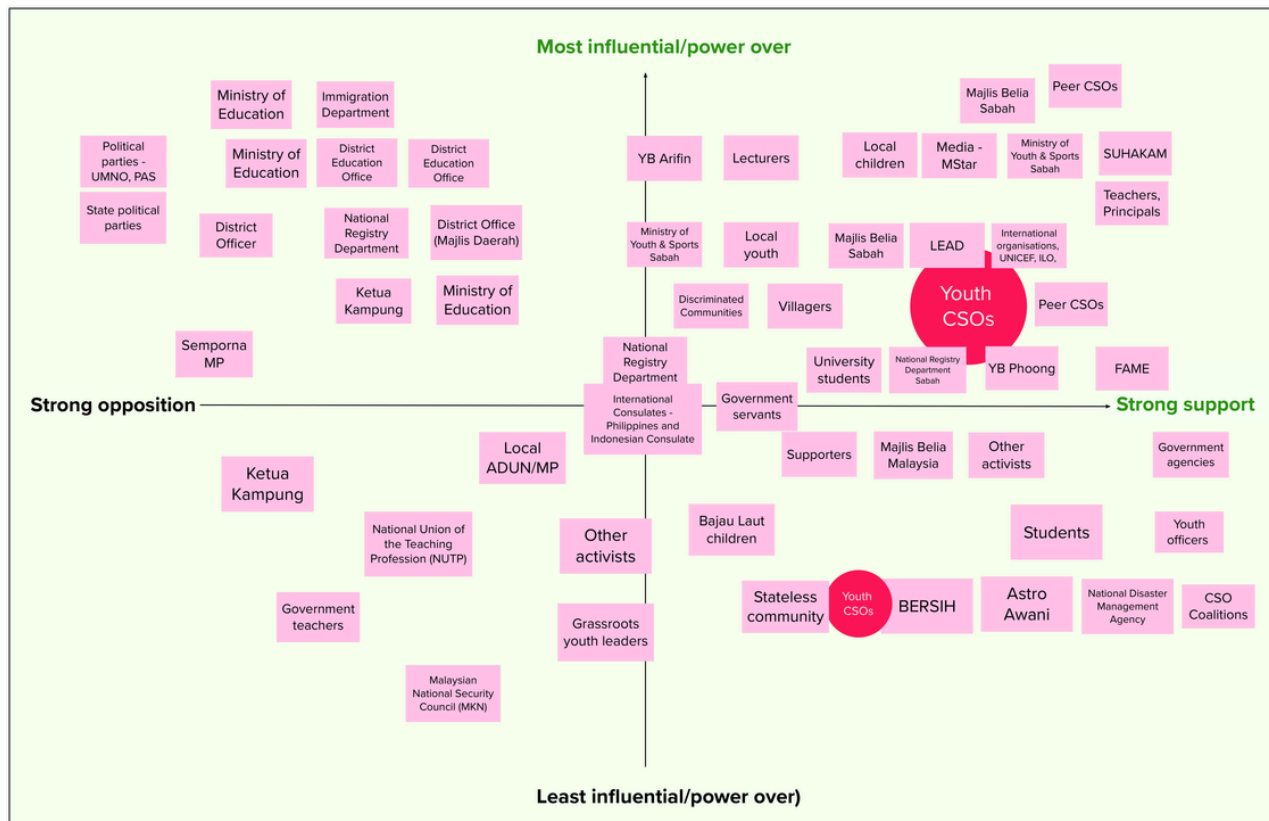 Most influential/power over
Ministry of
Education
Immigration
Department
Majlis Belia
Sabah
Peer CSOs
Political
parties -
UMNO, PAS
Ministry of
Education
District
Education
Office
District
Education
Office
YB Arifin
Lecturers
Local
children
Media -
MStar
Ministry of
Youth & Sports
Sabah
SUHAKAM
State political
parties
Teachers,
Principals
District
Officer
National
Registry
Department
District Office
(Majlis Daerah)
Ministry of
Youth & Sports
Sabah
Local
youth
Majlis Belia
Sabah
LEAD
International
organisations,
UNICEF, ILO,
Ketua
Kampung
Ministry of
Education
Discriminated
Communities
Villagers
Youth
CSOs
Peer CSOs
Semporna
MP
National
Registry
Department
University
students
National Registry
Department
Sabah
YB Phoong
FAME
Strong opposition
International
Consulates -
Philippines and
Indonesian Consulate
Government
servants
Strong support
Local
ADUN/MP
Supporters
Majlis Belia
Malaysia
Other
activists
Government
agencies
Ketua
Kampung
National Union of
the Teaching
Profession (NUTP)
Other
activists
Bajau Laut
children
Students
Youth
officers
Government
teachers
Grassroots
youth leaders
Stateless
community
Youth
CSOs
BERSIH
Astro
Awani
National Disaster
Management
Agency
CSO
Coalitions
Malaysian
National Security
Council (MKN)
Least influential/power over)